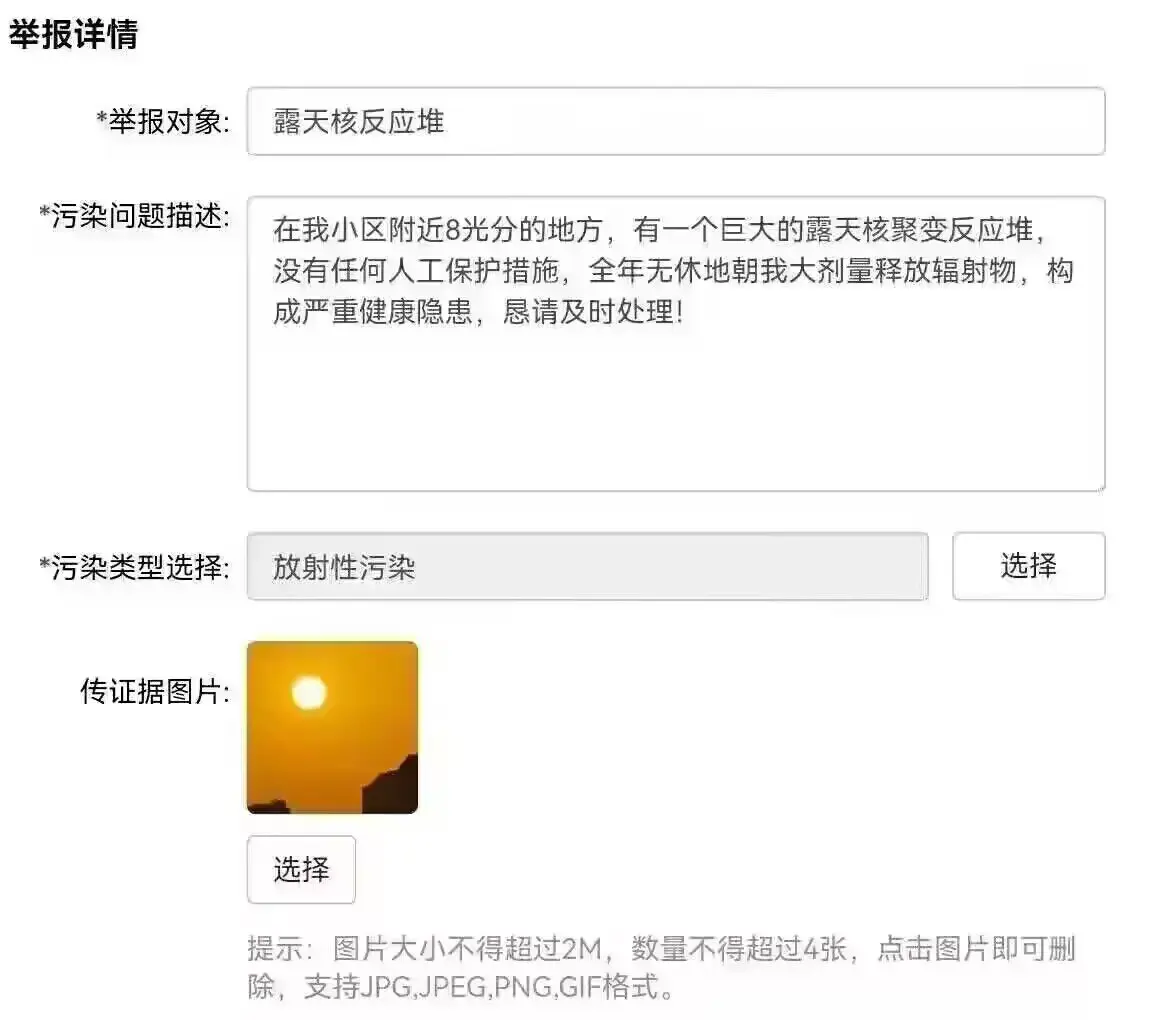 举报详情
*举报对象: 露天核反应堆
*污染问题描述: 在我小区附近8光分的地方，有一个巨大的露天核聚变反应堆，
没有任何人工保护措施，全年无休地朝我大剂量释放辐射物，构
成严重健康隐患，恳请及时处理!
*污染类型选择: 放射性污染 选择
传证据图片:
选择
提示：图片大小不得超过2M，数量不得超过4张，点击图片即可删
除，支持JPG,JPEG,PNG,GIF格式。